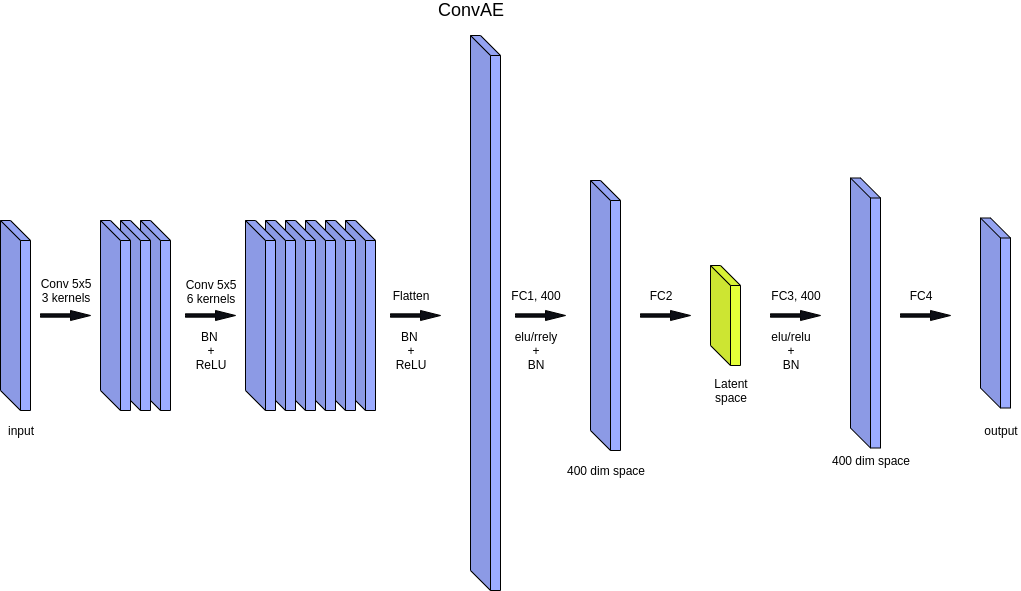 ConvAE
input
Conv 5x5
3 kernels
Conv 5x5
6 kernels
BN
+
ReLU
Flatten
BN
+
ReLU
FC1, 400
elu/rrely
+
BN
400 dim space
FC2
Latent
space
FC3, 400
elu/relu
+
BN
400 dim space
FC4
output